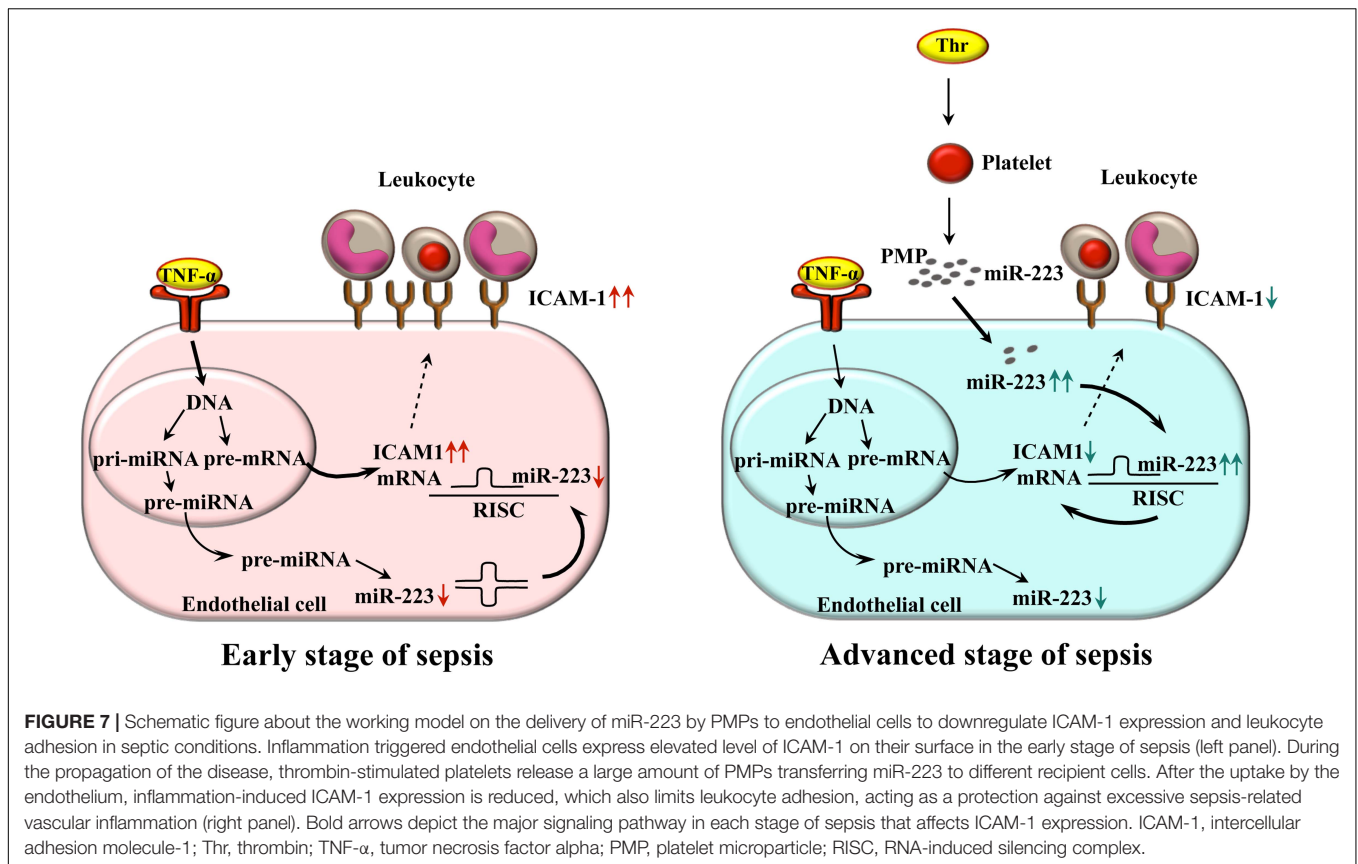 Leukocyte
TNF-α
ICAM-1↑↑
DNA
pri-miRNA pre-mRNA
pre-miRNA
ICAM1↑↑
mRNA
miR-223↓
RISC
pre-miRNA
miR-223↓
Endothelial cell
Early stage of sepsis
Thr
Platelet
Leukocyte
PMP
miR-223
TNF-α
ICAM-1↓
miR-223↑↑
DNA
pri-miRNA pre-mRNA
pre-miRNA
ICAM1↓
mRNA
miR-223↑↑
RISC
pre-miRNA
miR-223↓
Endothelial cell
Advanced stage of sepsis
FIGURE 7 | Schematic figure about the working model on the delivery of miR-223 by PMPs to endothelial cells to downregulate ICAM-1 expression and leukocyte
adhesion in septic conditions. Inflammation triggered endothelial cells express elevated level of ICAM-1 on their surface in the early stage of sepsis (left panel). During
the propagation of the disease, thrombin-stimulated platelets release a large amount of PMPs transferring miR-223 to different recipient cells. After the uptake by the
endothelium, inflammation-induced ICAM-1 expression is reduced, which also limits leukocyte adhesion, acting as a protection against excessive sepsis-related
vascular inflammation (right panel). Bold arrows depict the major signaling pathway in each stage of sepsis that affects ICAM-1 expression. ICAM-1, intercellular
adhesion molecule-1; Thr, thrombin; TNF-α, tumor necrosis factor alpha; PMP, platelet microparticle; RISC, RNA-induced silencing complex.